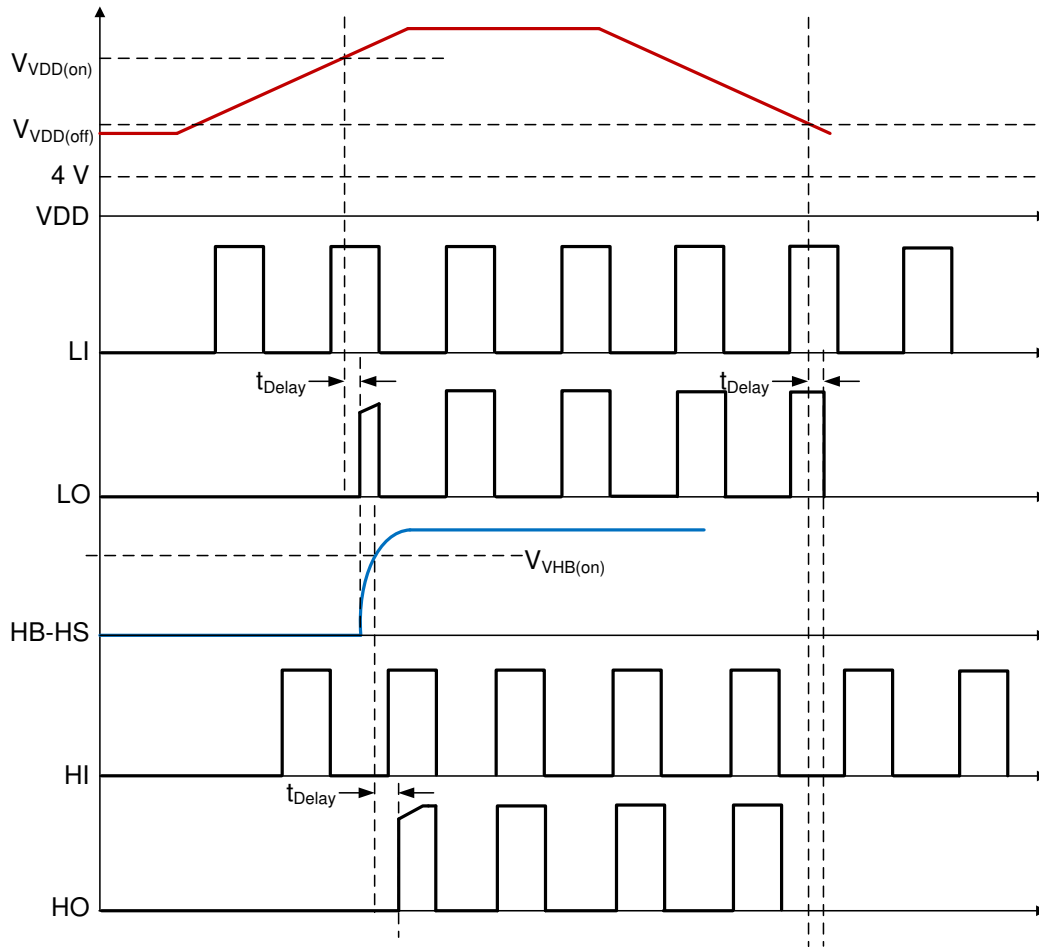 VVDD(on)
VVDD(off)
4 V
VDD
LI
tDelay
tDelay
LO
VVHB(on)
HB-HS
HI
tDelay
HO